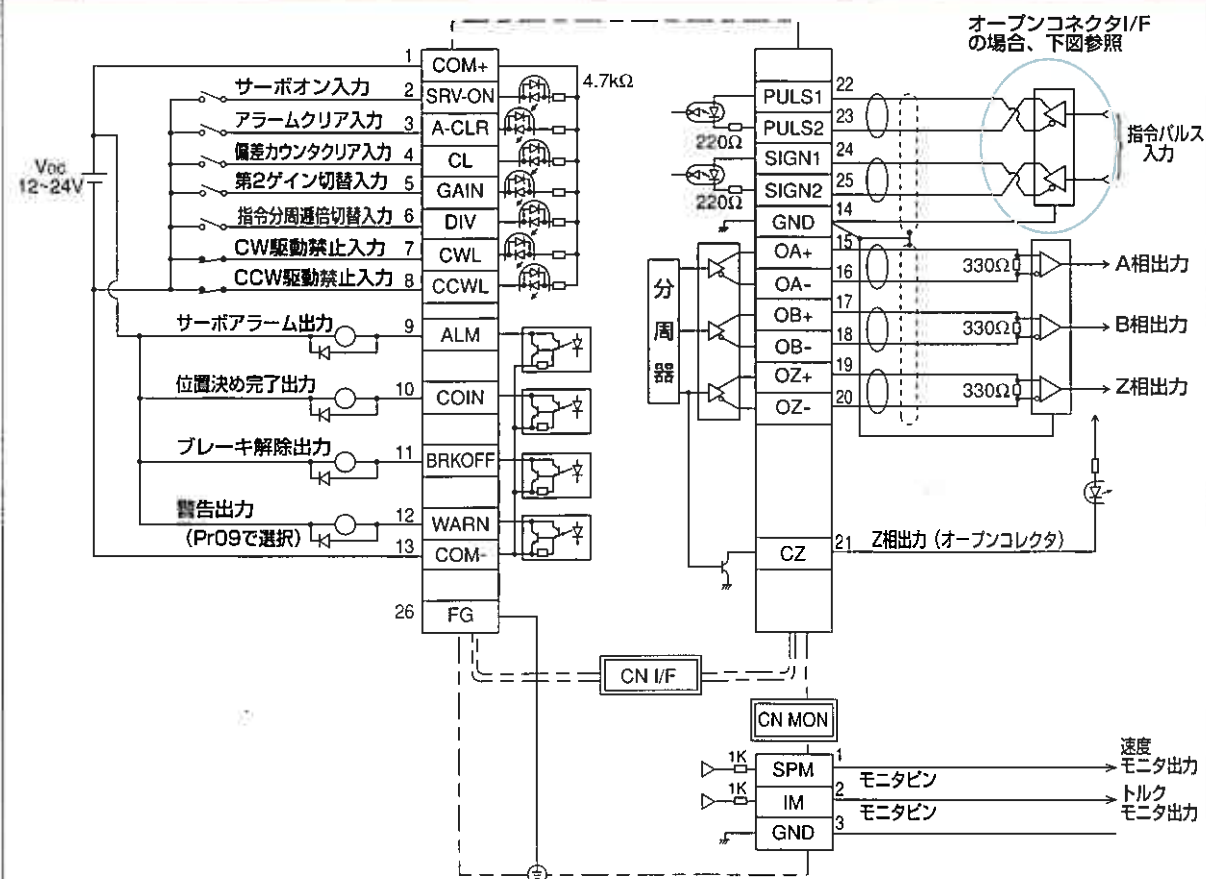 オープンコネクタI/F
の場合、下図参照
1
COM+
4.7kΩ
サーボオン入力
2
SRV-ON
アラームクリア入力
3
A-CLR
偏差カウンタクリア入力
4
CL
第2ゲイン切替入力
5
GAIN
指令分周逓倍切替入力
6
DIV
CW駆動禁止入力
7
CWL
CCW駆動禁止入力
8
CCWL
VDC
12~24V
サーボアラーム出力
9
ALM
位置決め完了出力
10
COIN
ブレーキ解除出力
11
BRKOFF
警告出力
(Pr09で選択)
12
WARN
13
COM-
26
FG
CN I/F
22
PULS1
23
PULS2
220Ω
24
SIGN1
25
SIGN2
220Ω
14
GND
指令パルス
入力
分
周
器
15
OA+
16
OA-
330Ω
A相出力
17
OB+
18
OB-
330Ω
B相出力
19
OZ+
20
OZ-
330Ω
Z相出力
21
CZ
Z相出力(オープンコレクタ)
CN MON
1K
SPM
1
モニタピン
速度
モニタ出力
1K
IM
2
モニタピン
トルク
モニタ出力
GND
3